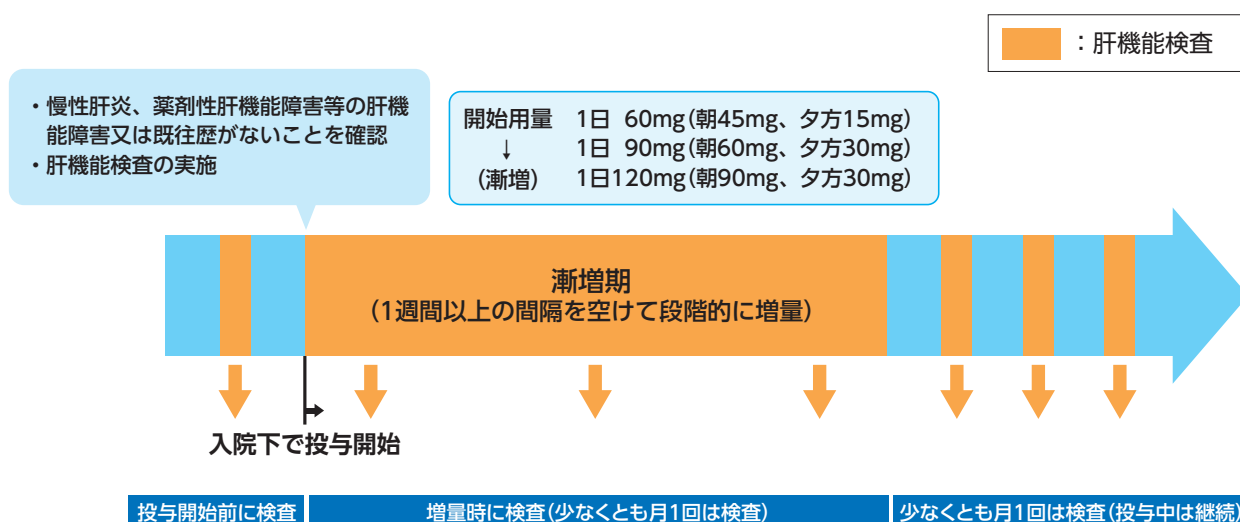 ：肝機能検査
・慢性肝炎、薬剤性肝機能障害等の肝機
能障害又は既往歴がないことを確認
・肝機能検査の実施
開始用量 1日 60mg(朝45mg、夕方15mg)
↓ 1日 90mg(朝60mg、夕方30mg)
(漸増) 1日120mg(朝90mg、夕方30mg)
漸増期
(1週間以上の間隔を空けて段階的に増量)
入院下で投与開始
投与開始前に検査
増量時に検査(少なくとも月1回は検査)
少なくとも月1回は検査(投与中は継続)